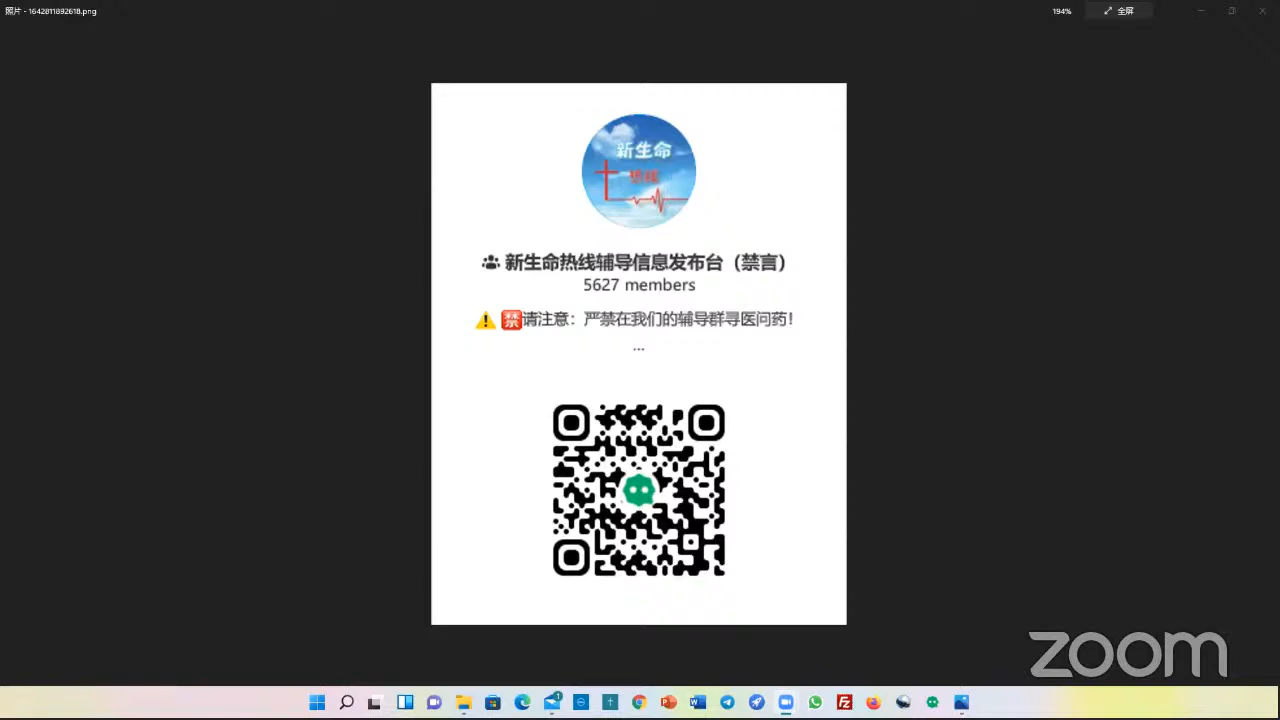 照片 - 1642811892618.png
194%
全屏
新生命
热线
新生命热线辅导信息发布台（禁言）
5627 members
禁请注意：严禁在我们的辅导群寻医问药！
...
zoom